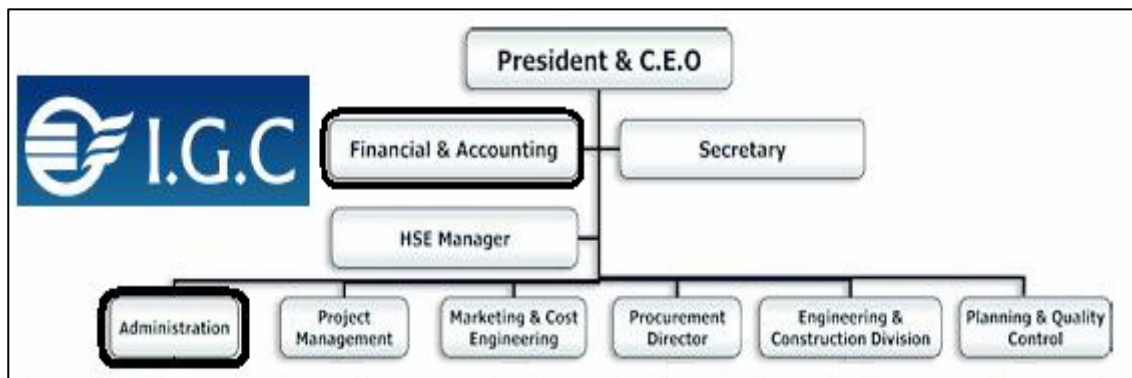 President & C.E.O
I.G.C
Financial & Accounting
Secretary
HSE Manager
Administration
Project
Management
Marketing & Cost
Engineering
Procurement
Director
Engineering &
Construction Division
Planning & Quality
Control